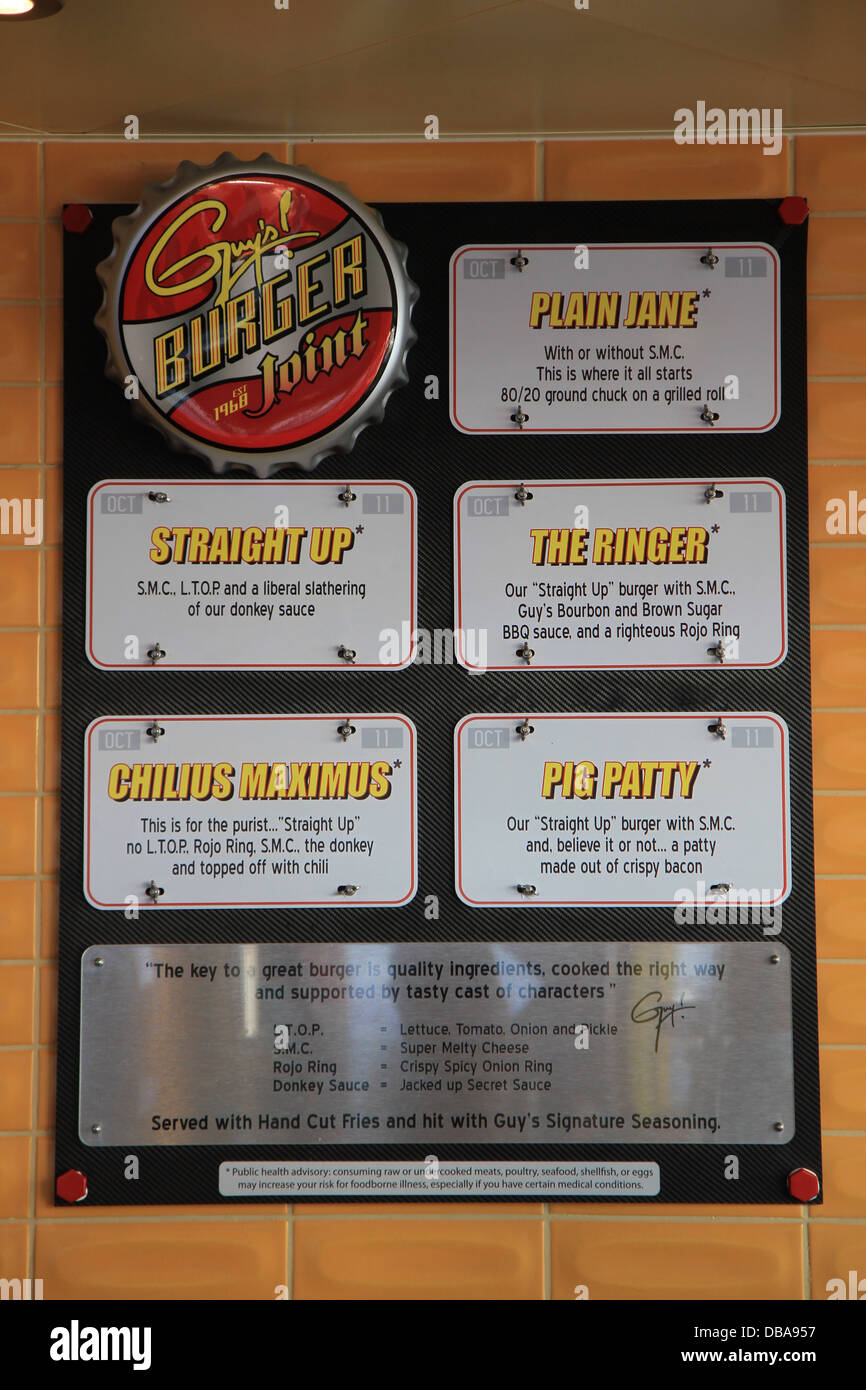 Guy's!
BURGER
Joint
EST
1968
OCT 11
PLAIN JANE*
With or without S.M.C.
This is where it all starts
80/20 ground chuck on a grilled roll
OCT 11
STRAIGHT UP*
S.M.C., L.T.O.P. and a liberal slathering
of our donkey sauce
OCT 11
THE RINGER*
Our “Straight Up” burger with S.M.C.,
Guy's Bourbon and Brown Sugar
BBQ sauce, and a righteous Rojo Ring
OCT 11
CHILIUS MAXIMUS*
This is for the purist...”Straight Up”
no L.T.O.P., Rojo Ring, S.M.C., the donkey
and topped off with chili
OCT 11
PIG PATTY*
Our “Straight Up” burger with S.M.C.
and, believe it or not... a patty
made out of crispy bacon
“The key to a great burger is quality ingredients, cooked the right way
and supported by tasty cast of characters”
Guy!
L.T.O.P. = Lettuce, Tomato, Onion and Pickle
S.M.C. = Super Melty Cheese
Rojo Ring = Crispy Spicy Onion Ring
Donkey Sauce = Jacked up Secret Sauce
Served with Hand Cut Fries and hit with Guy's Signature Seasoning.
* Public health advisory: consuming raw or undercooked meats, poultry, seafood, shellfish, or eggs
may increase your risk for foodborne illness, especially if you have certain medical conditions.
a alamy stock photo
DBA957
www.alamy.com